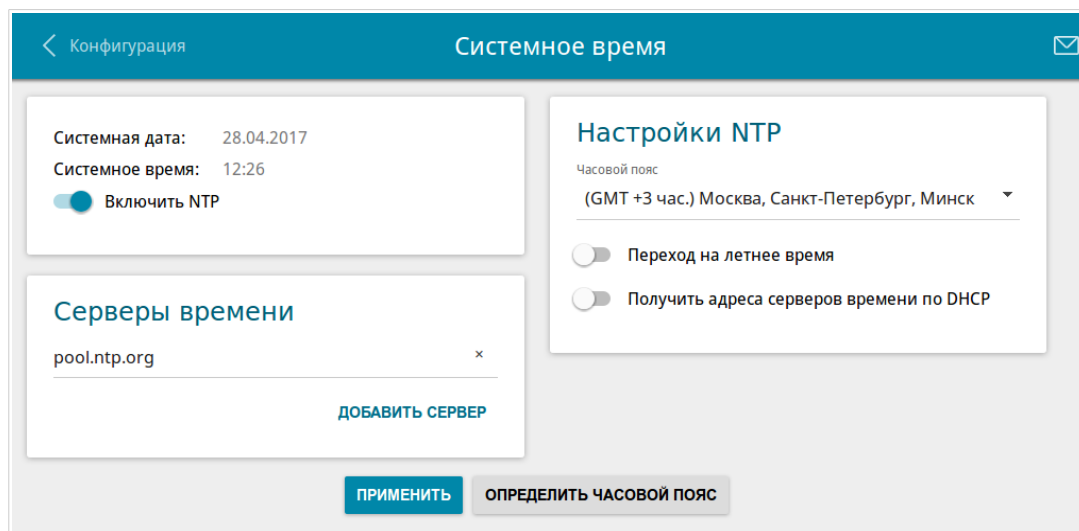 Конфигурация
Системное время
Системная дата: 28.04.2017
Системное время: 12:26
Включить NTP
Серверы времени
pool.ntp.org ×
ДОБАВИТЬ СЕРВЕР
Настройки NTP
Часовой пояс
(GMT +3 час.) Москва, Санкт-Петербург, Минск
Переход на летнее время
Получить адреса серверов времени по DHCP
ПРИМЕНИТЬ
ОПРЕДЕЛИТЬ ЧАСОВОЙ ПОЯС